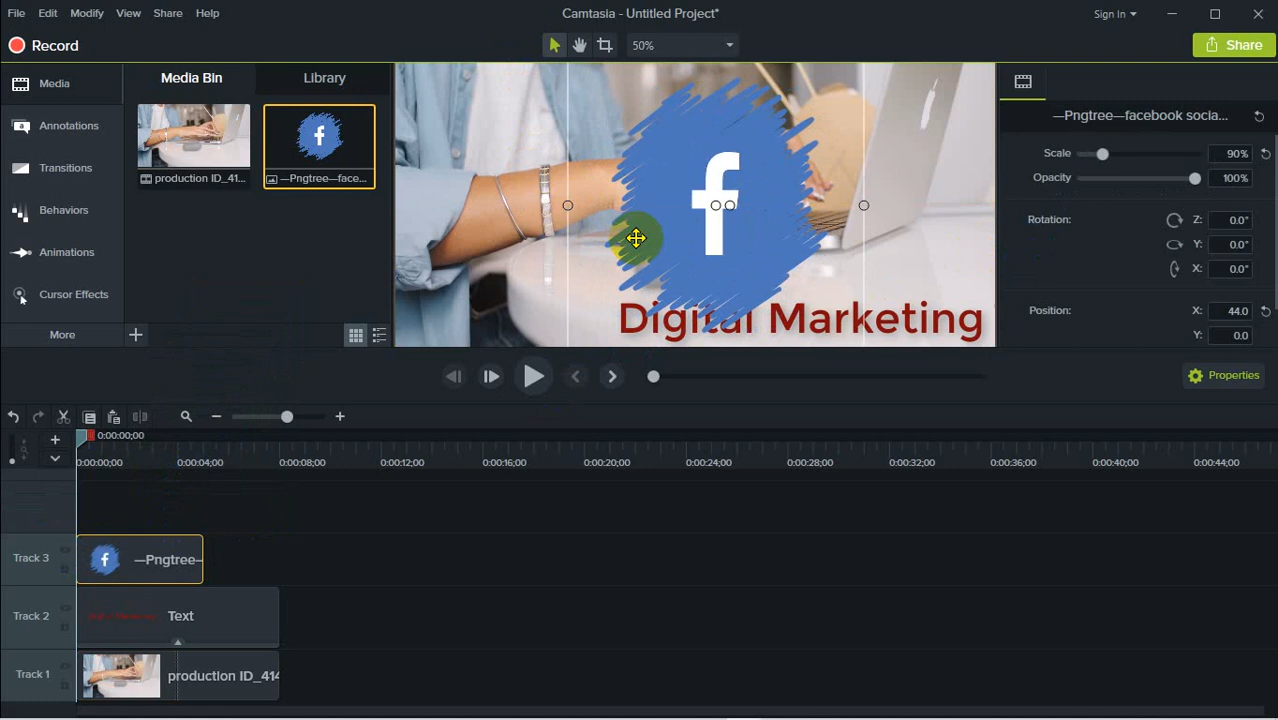 File Edit Modify View Share Help
Camtasia - Untitled Project*
Sign In
Record
50%
Share
Media
Annotations
Transitions
Behaviors
Animations
Cursor Effects
More
Media Bin
Library
production ID_41...
—Pngtree—face...
f
Digital Marketing
—Pngtree—facebook socia...
Scale 90%
Opacity 100%
Rotation: Z: 0.0°
Y: 0.0°
X: 0.0°
Position: X: 44.0
Y: 0.0
Properties
0:00:00;00
0:00:00;00 0:00:04;00 0:00:08;00 0:00:12;00 0:00:16;00 0:00:20;00 0:00:24;00 0:00:28;00 0:00:32;00 0:00:36;00 0:00:40;00 0:00:44;00
Track 3
—Pngtree—
Track 2
Text
Track 1
production ID_414